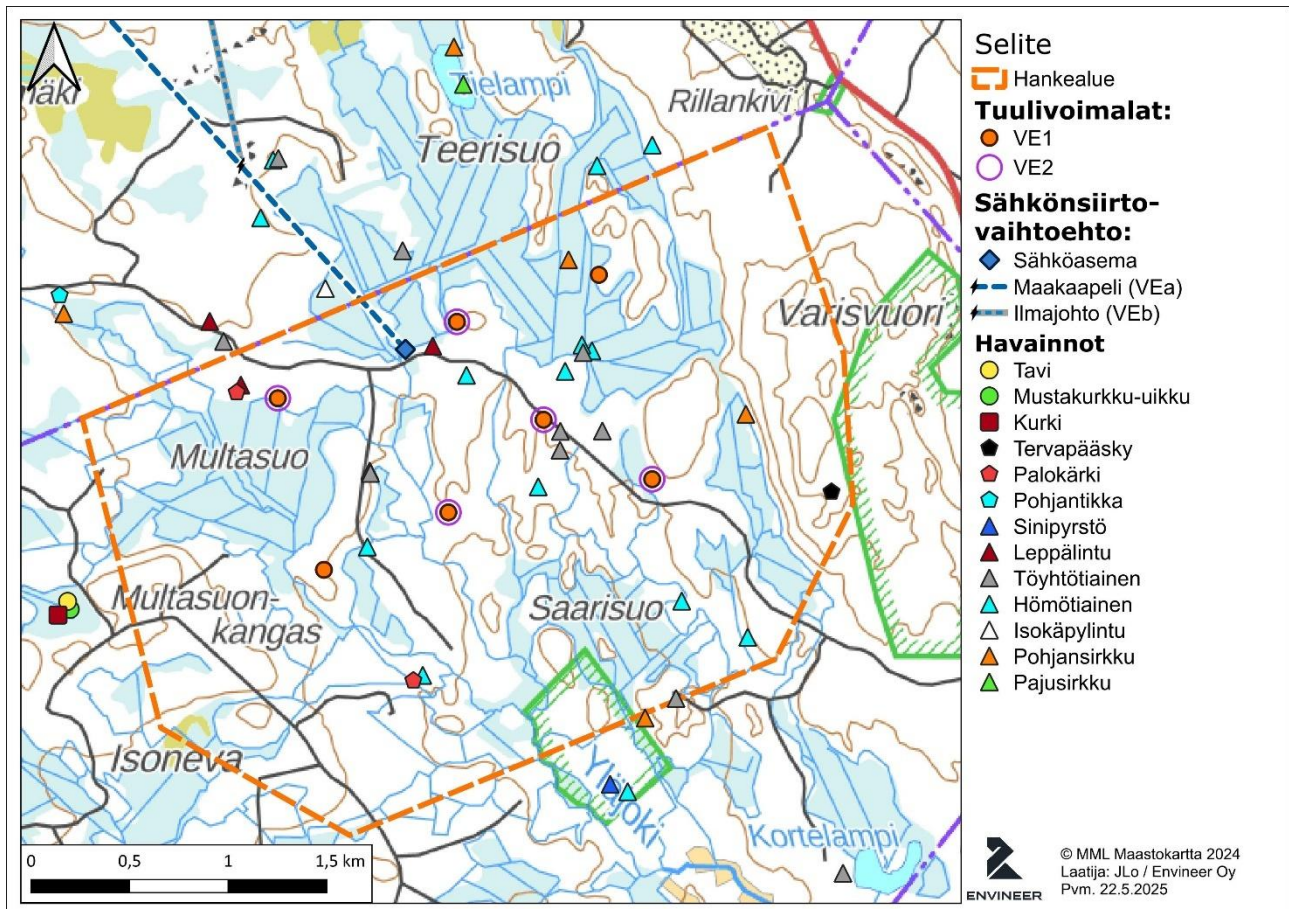 näki
Tielampi
Rillankivi
Teerisuo
Varisvuori
Multasuo
Multasuon-
kangas
Saarisuo
Isoneva
Ylijoki
Kortelampi
0 0,5 1 1,5 km
Selite
Hankealue
Tuulivoimalat:
VE1
VE2
Sähkönsiirto-
vaihtoehto:
Sähköasema
Maakaapeli (VEa)
Ilmajohto (VEb)
Havainnot
Tavi
Mustakurkku-uikku
Kurki
Tervapääsky
Palokärki
Pohjantikka
Sinipyrstö
Leppälintu
Töyhtötiainen
Hömötiainen
Isokäpylintu
Pohjansirkku
Pajusirkku
ENVINEER
© MML Maastokartta 2024
Laatija: JLo / Envineer Oy
Pvm. 22.5.2025